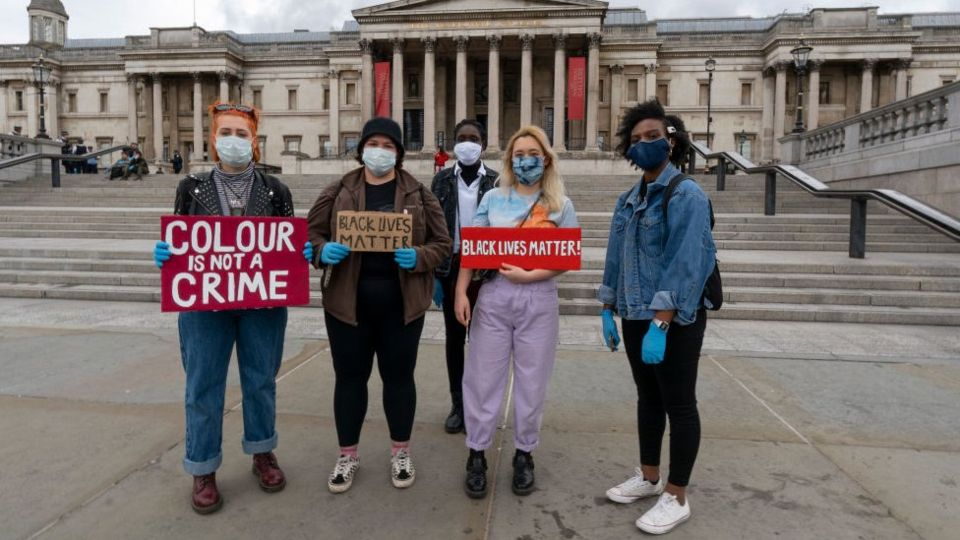 COLOUR
IS NOT A
CRIME
BLACK LIVES
MATTER
BLACK LIVES MATTER!